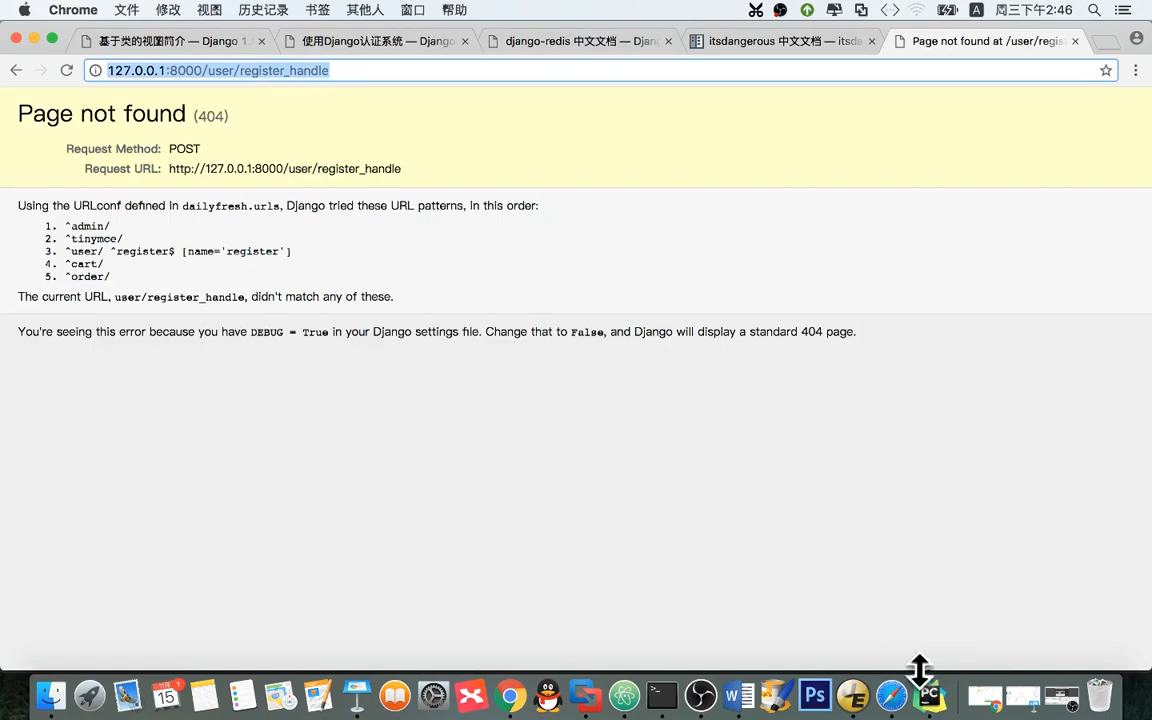 Chrome 文件 修改 视图 历史记录 书签 其他人 窗口 帮助 周三下午2:46
基于类的视图简介 — Django 1. 使用Django认证系统 — Django django-redis 中文文档 — Djan itsdangerous 中文文档 — itsd Page not found at /user/regis
127.0.0.1:8000/user/register_handle
Page not found (404)
Request Method: POST
Request URL: http://127.0.0.1:8000/user/register_handle
Using the URLconf defined in dailyfresh.urls, Django tried these URL patterns, in this order:
1. ^admin/
2. ^tinymce/
3. ^user/ ^register$ [name='register']
4. ^cart/
5. ^order/
The current URL, user/register_handle, didn't match any of these.
You're seeing this error because you have DEBUG = True in your Django settings file. Change that to False, and Django will display a standard 404 page.
15 1 W Ps PC